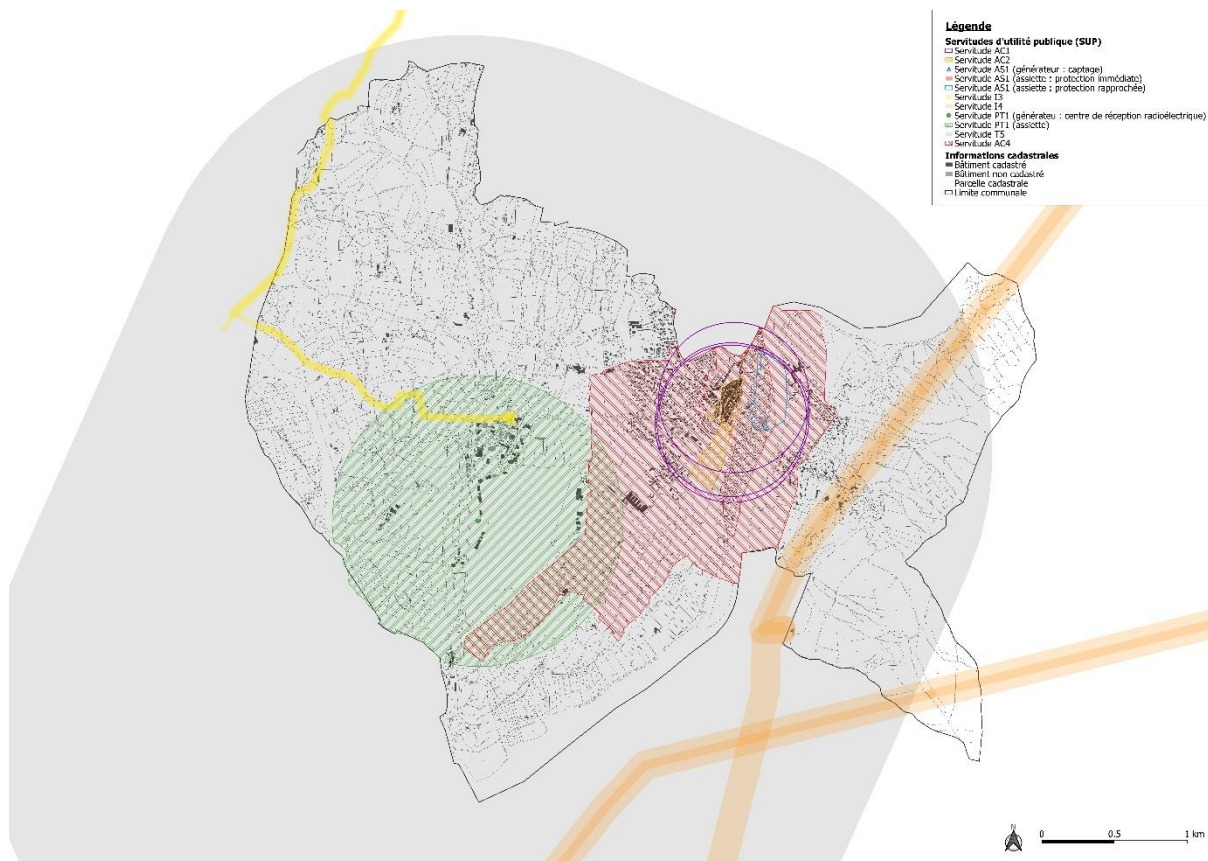 Légende
Servitudes d'utilité publique (SUP)
Servitude AC1
Servitude AC2
Servitude AS1 (générateur : captage)
Servitude AS1 (assiette : protection immédiate)
Servitude AS1 (assiette : protection rapprochée)
Servitude I3
Servitude I4
Servitude PT1 (générateu : centre de réception radioélectrique)
Servitude PT1 (assiette)
Servitude T5
Servitude AC4
Informations cadastrales
Bâtiment cadastré
Bâtiment non cadastré
Parcelle cadastrale
Limite communale
N
0 0.5 1 km